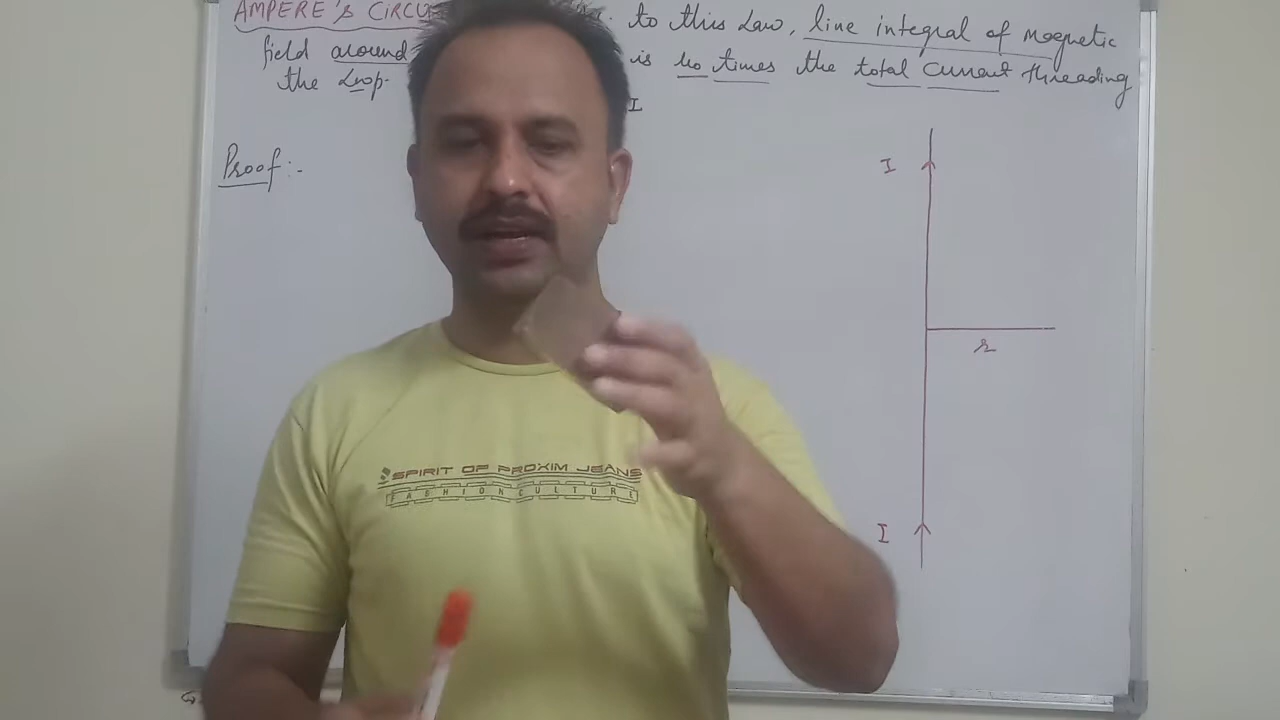 AMPERE'S CIRCU to this Law, line integral of Magnetic
field around is μ0 times the total Current threading
the Loop.
I
Proof:-
I
r
I
SPIRIT OF PROXIM JEANS
FASHION CULTURE